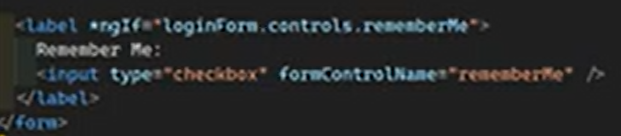 <label *ngIf="loginForm.controls.rememberMe">
Remember Me:
<input type="checkbox" formControlName="rememberMe" />
</label>
</form>